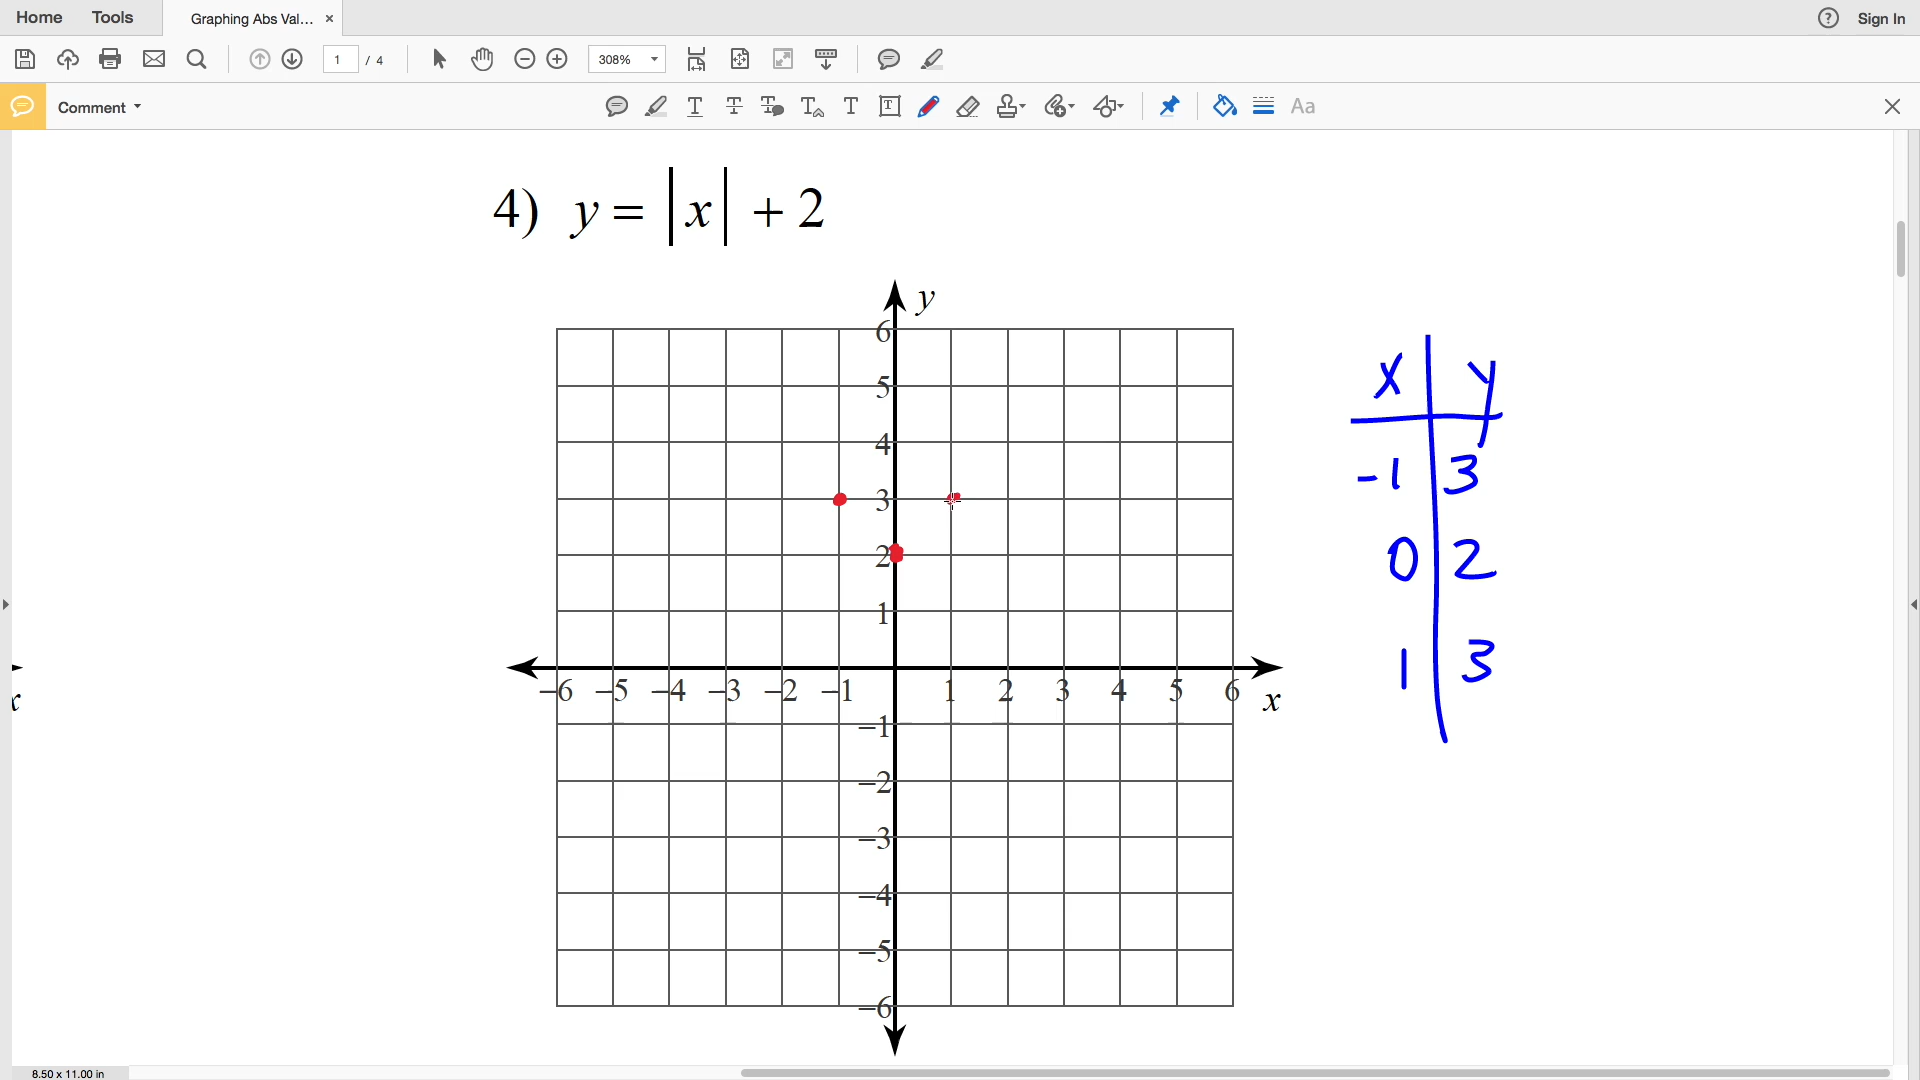 Home Tools Graphing Abs Val... × ? Sign In
1 / 4 308%
Comment T T T T T T Aa
4) y = |x| + 2
y
6
5
4
3
2
1
–6 –5 –4 –3 –2 –1 1 2 3 4 5 6 x
–1
–2
–3
–4
–5
–6
x y
-1 3
0 2
1 3
x
8.50 x 11.00 in